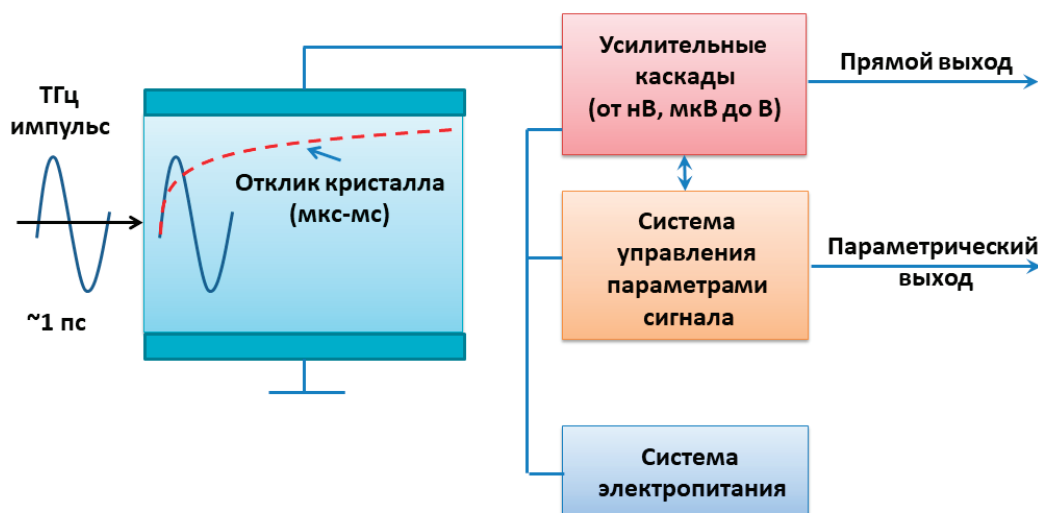 ТГц
импульс
~1 пс
Отклик кристалла
(мкс-мс)
Усилительные
каскады
(от нВ, мкВ до В)
Прямой выход
Система
управления
параметрами
сигнала
Параметрический
выход
Система
электропитания